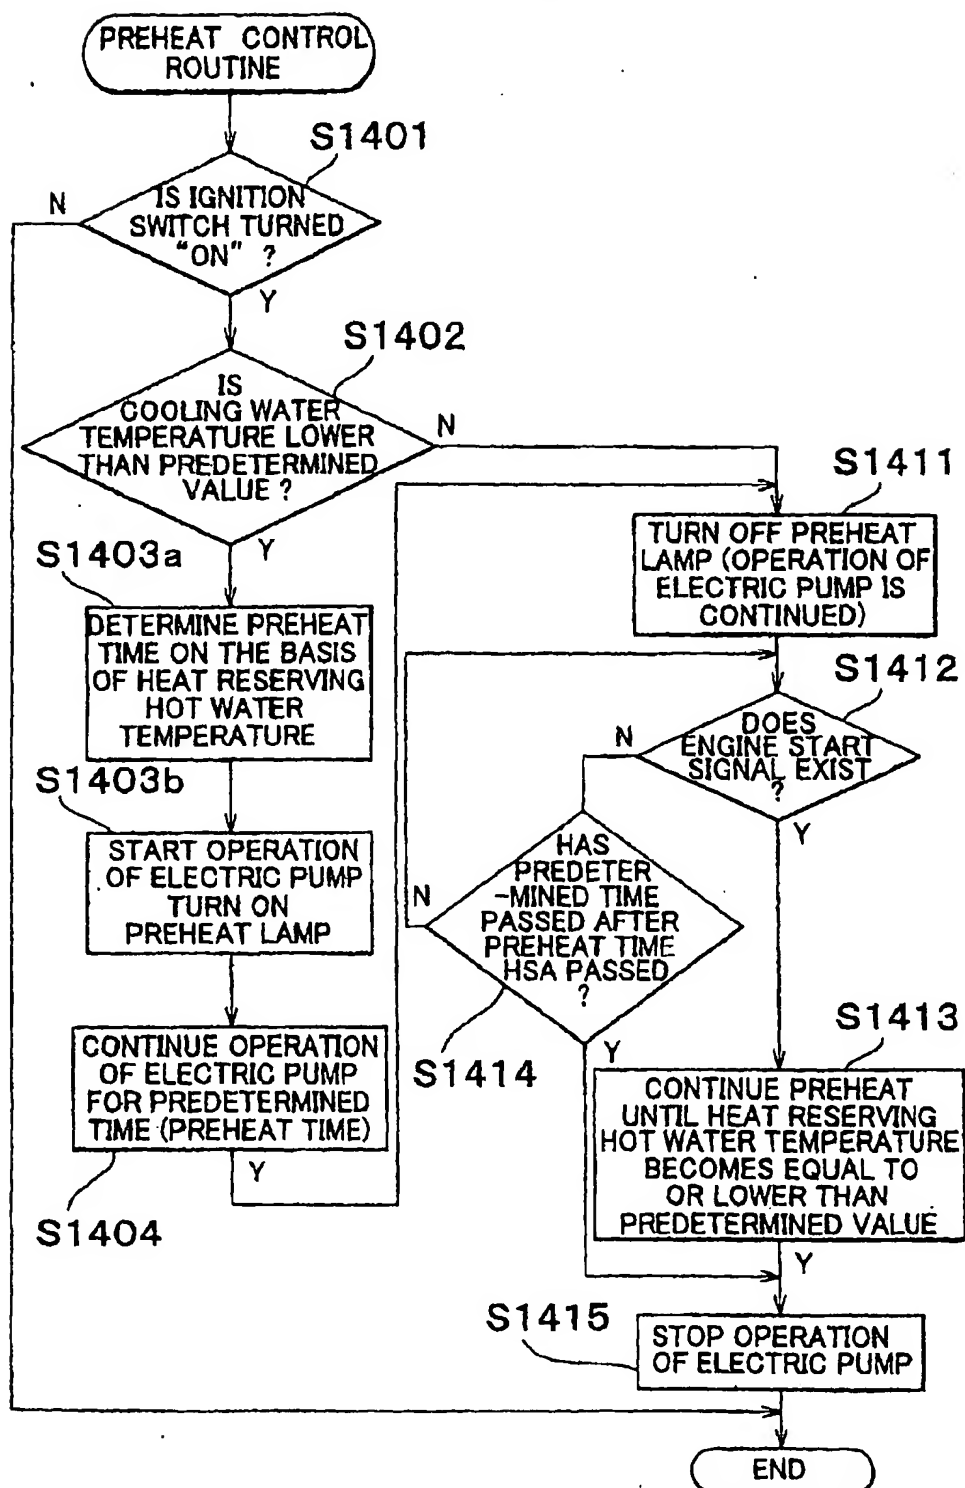 PREHEAT CONTROL
ROUTINE
S1401
N
IS IGNITION
SWITCH TURNED
"ON" ?
Y
S1402
IS
COOLING WATER
TEMPERATURE LOWER
THAN PREDETERMINED
VALUE ?
N
Y
S1403a
DETERMINE PREHEAT
TIME ON THE BASIS
OF HEAT RESERVING
HOT WATER
TEMPERATURE
S1403b
START OPERATION
OF ELECTRIC PUMP
TURN ON
PREHEAT LAMP
CONTINUE OPERATION
OF ELECTRIC PUMP
FOR PREDETERMINED
TIME (PREHEAT TIME)
Y
S1404
S1411
TURN OFF PREHEAT
LAMP (OPERATION OF
ELECTRIC PUMP IS
CONTINUED)
S1412
DOES
ENGINE START
SIGNAL EXIST
?
N
Y
HAS
PREDETER
-MINED TIME
PASSED AFTER
PREHEAT TIME
HSA PASSED
?
N
Y
S1414
S1413
CONTINUE PREHEAT
UNTIL HEAT RESERVING
HOT WATER TEMPERATURE
BECOMES EQUAL TO
OR LOWER THAN
PREDETERMINED VALUE
Y
S1415
STOP OPERATION
OF ELECTRIC PUMP
END